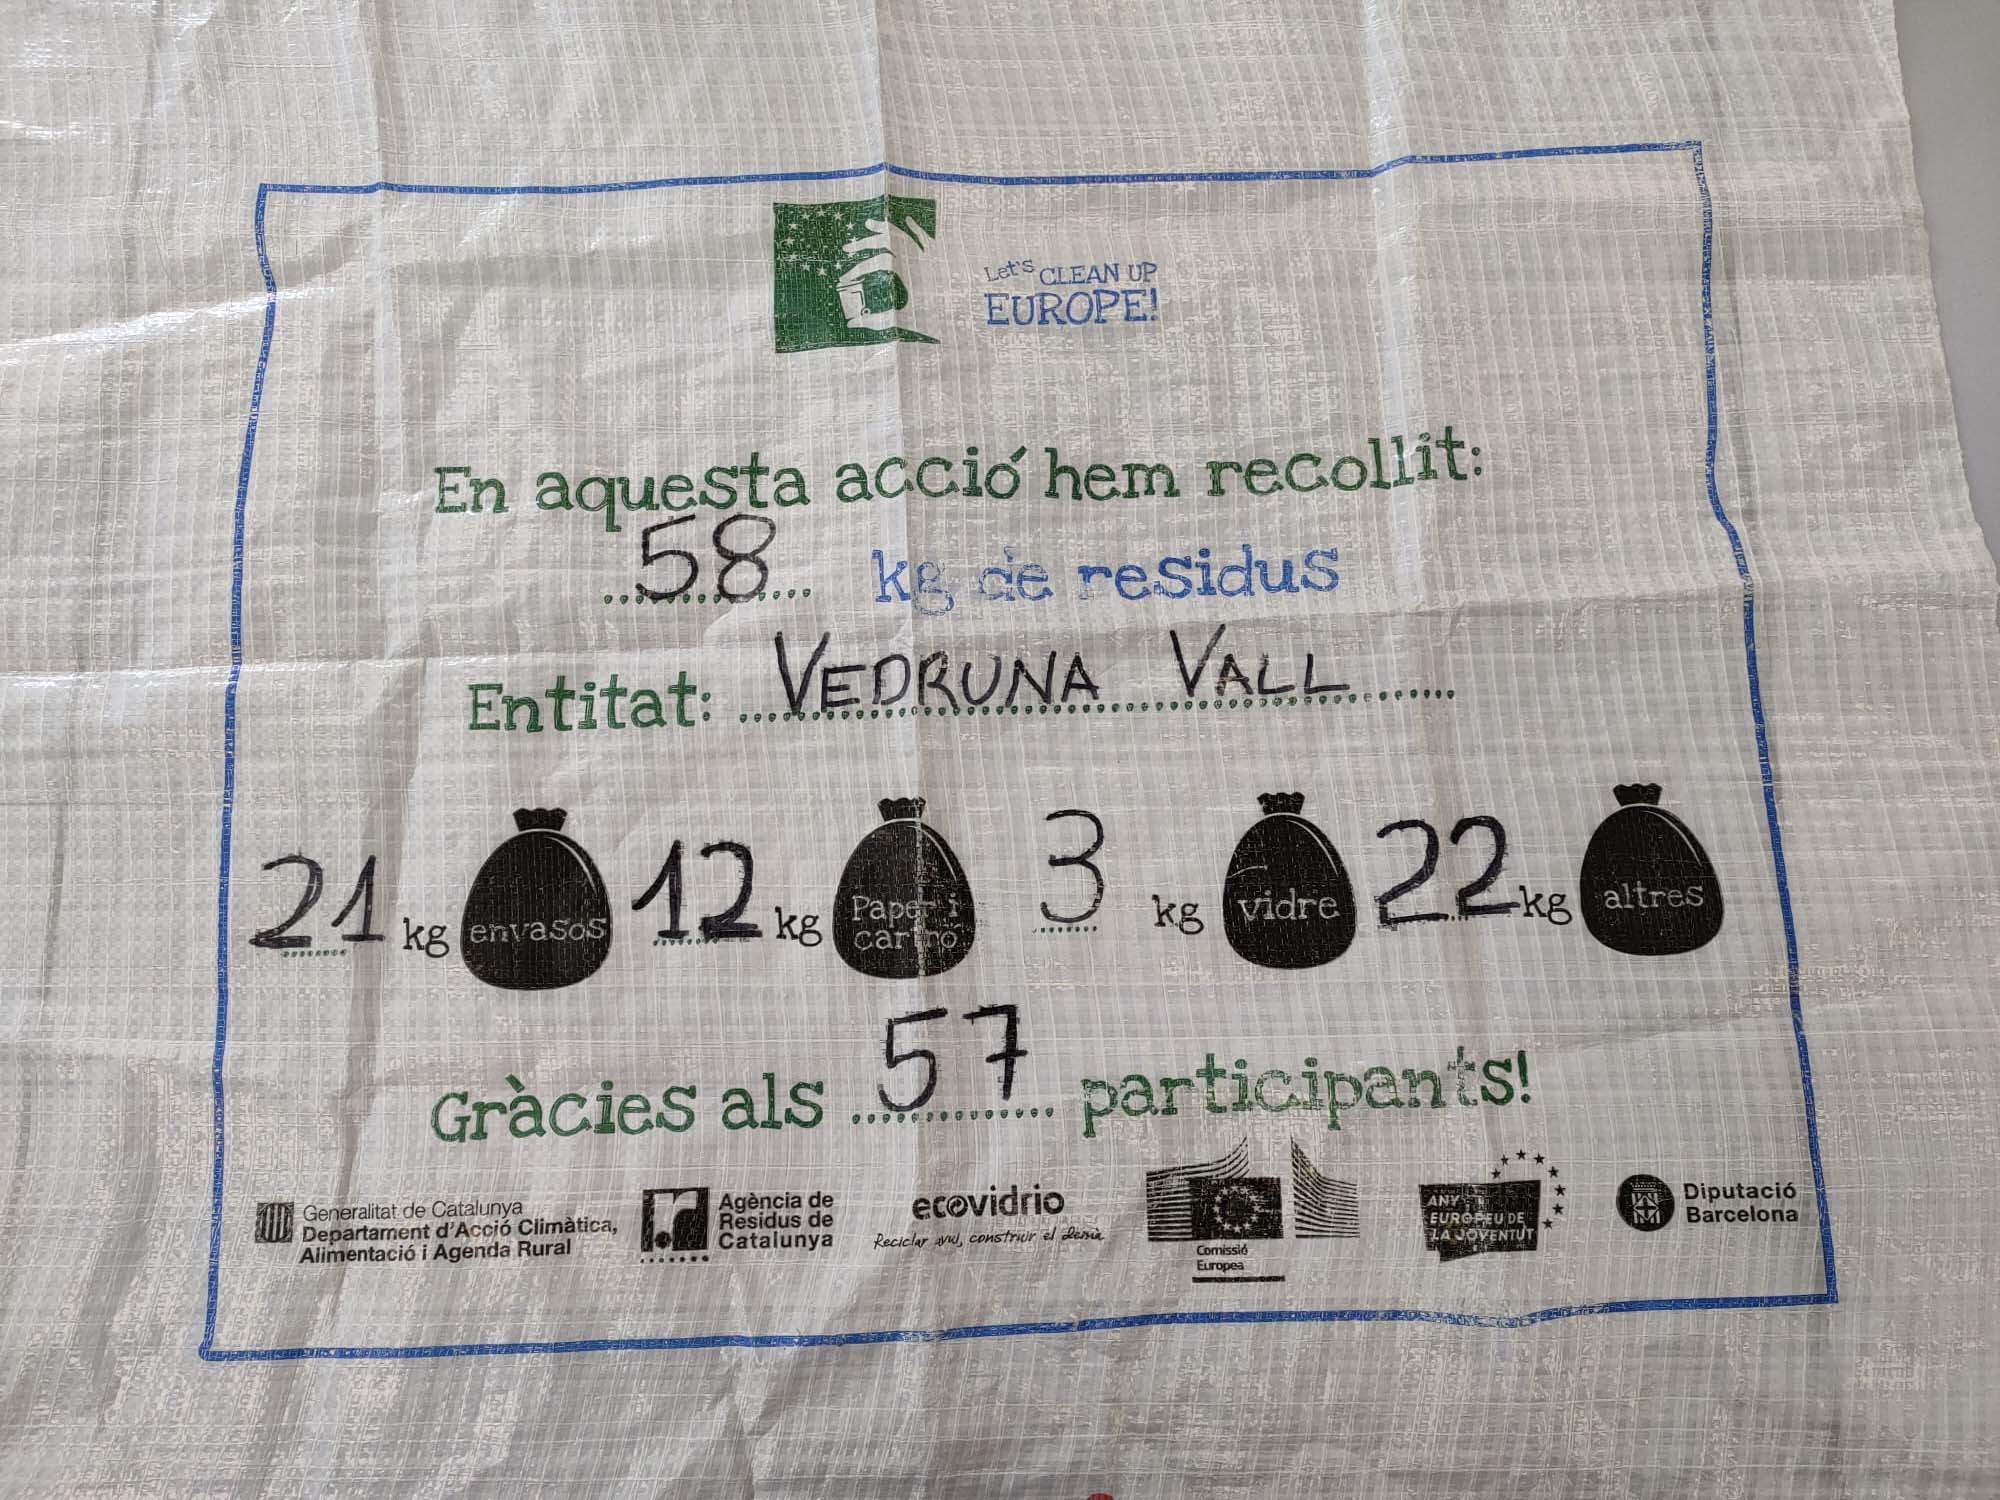 Let's CLEAN UP
EUROPE!
En aquesta acció hem recollit:
58 kg de residus
Entitat: VEDRUNA VALL
21 kg envasos 12 kg Paper i cartró 3 kg vidre 22 kg altres
Gràcies als 57 participants!
Generalitat de Catalunya
Departament d'Acció Climàtica,
Alimentació i Agenda Rural
Agència de
Residus de
Catalunya
ecovidrio
Reciclar avui, construir el demà
Comissió
Europea
ANY
EUROPEU DE
LA JOVENTUT
Diputació
Barcelona